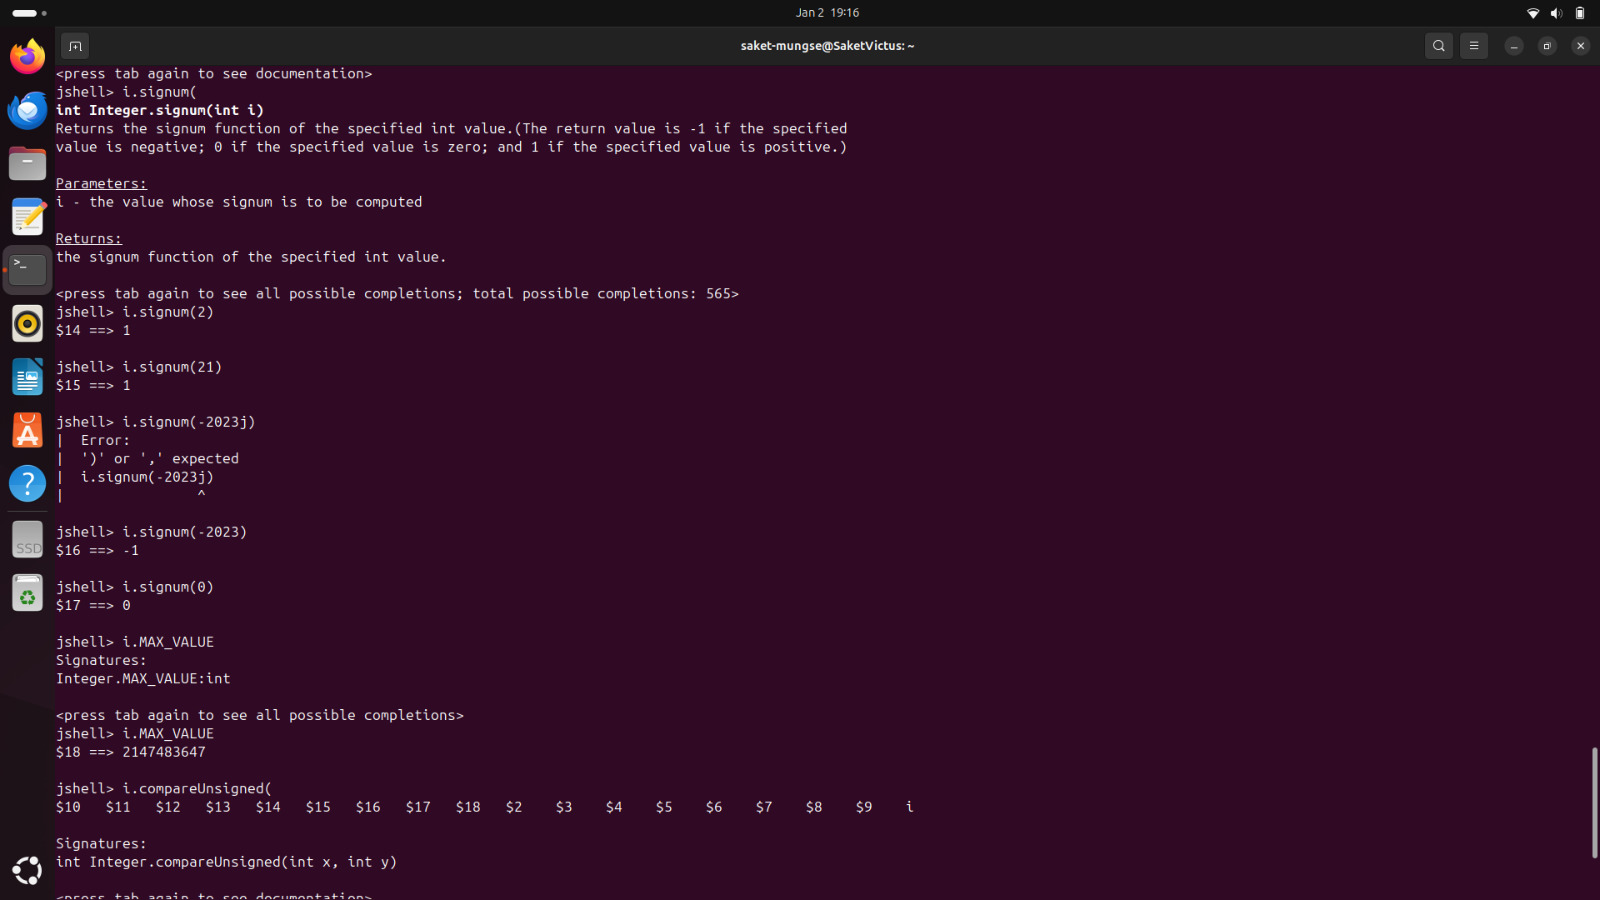 Jan 2 19:16
saket-mungse@SaketVictus: ~
<press tab again to see documentation>
jshell> i.signum(
int Integer.signum(int i)
Returns the signum function of the specified int value.(The return value is -1 if the specified
value is negative; 0 if the specified value is zero; and 1 if the specified value is positive.)
Parameters:
i - the value whose signum is to be computed
Returns:
the signum function of the specified int value.
<press tab again to see all possible completions; total possible completions: 565>
jshell> i.signum(2)
$14 ==> 1
jshell> i.signum(21)
$15 ==> 1
jshell> i.signum(-2023j)
|  Error:
|  ')' or ',' expected
|  i.signum(-2023j)
|                ^
jshell> i.signum(-2023)
$16 ==> -1
jshell> i.signum(0)
$17 ==> 0
jshell> i.MAX_VALUE
Signatures:
Integer.MAX_VALUE:int
<press tab again to see all possible completions>
jshell> i.MAX_VALUE
$18 ==> 2147483647
jshell> i.compareUnsigned(
$10   $11   $12   $13   $14   $15   $16   $17   $18   $2    $3    $4    $5    $6    $7    $8    $9    i
Signatures:
int Integer.compareUnsigned(int x, int y)
<press tab again to see documentation>
SSD